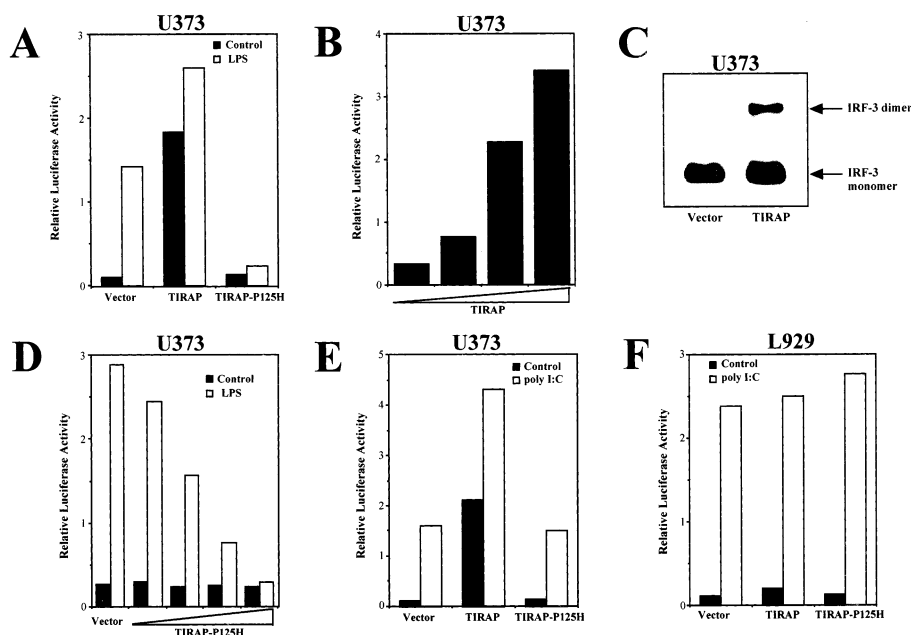 A
U373
Control
LPS
Relative Luciferase Activity
3
2
1
0
Vector
TIRAP
TIRAP-P125H
B
U373
Relative Luciferase Activity
4
3
2
1
0
TIRAP
C
U373
IRF-3 dimer
IRF-3
monomer
Vector
TIRAP
D
U373
Control
LPS
Relative Luciferase Activity
3
2
1
0
Vector
TIRAP-P125H
E
U373
Control
poly I:C
Relative Luciferase Activity
5
4
3
2
1
0
Vector
TIRAP
TIRAP-P125H
F
L929
Control
poly I:C
Relative Luciferase Activity
3
2
1
0
Vector
TIRAP
TIRAP-P125H